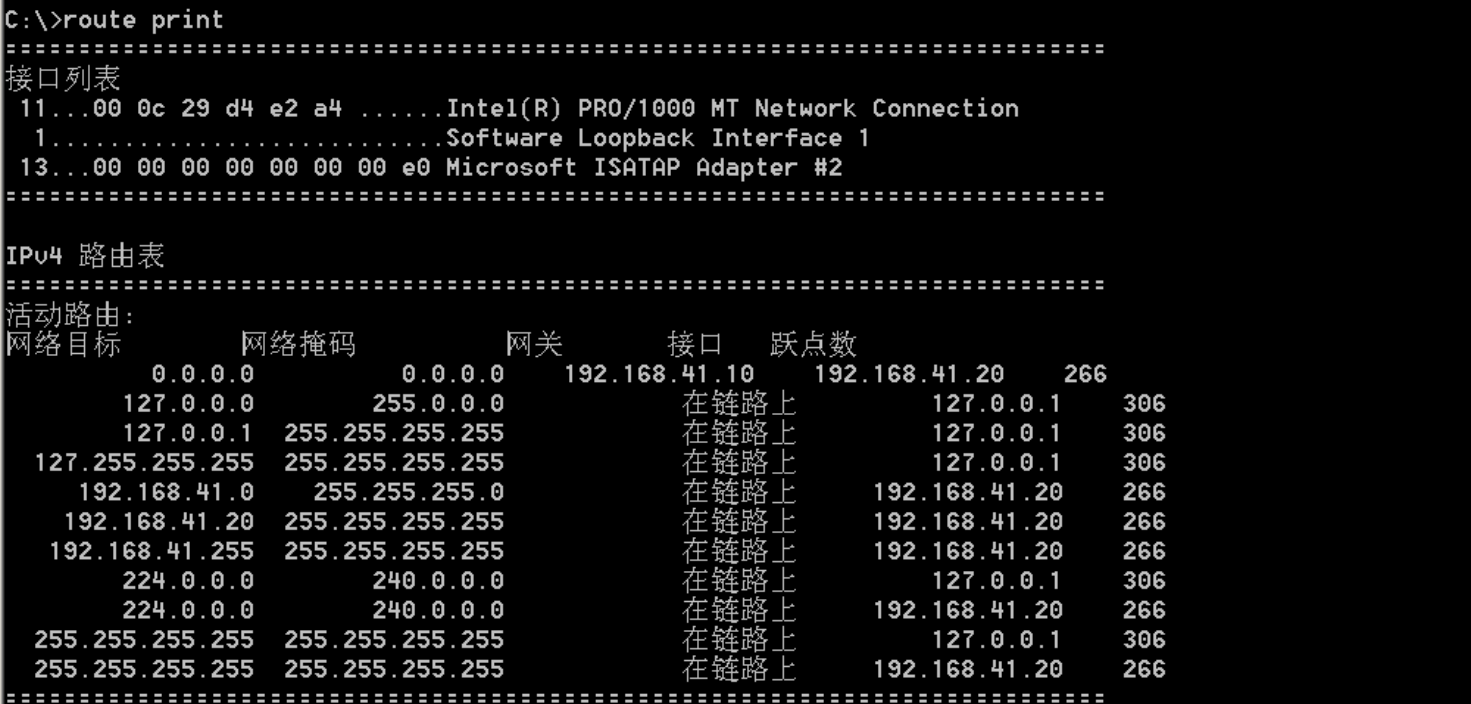 C:\>route print
===========================================================================
接口列表
 11...00 0c 29 d4 e2 a4 ......Intel(R) PRO/1000 MT Network Connection
  1...........................Software Loopback Interface 1
 13...00 00 00 00 00 00 00 e0 Microsoft ISATAP Adapter #2
===========================================================================
IPv4 路由表
===========================================================================
活动路由:
网络目标        网络掩码          网关       接口   跃点数
          0.0.0.0          0.0.0.0    192.168.41.10    192.168.41.20    266
        127.0.0.0        255.0.0.0            在链路上         127.0.0.1    306
        127.0.0.1  255.255.255.255            在链路上         127.0.0.1    306
  127.255.255.255  255.255.255.255            在链路上         127.0.0.1    306
     192.168.41.0    255.255.255.0            在链路上     192.168.41.20    266
    192.168.41.20  255.255.255.255            在链路上     192.168.41.20    266
   192.168.41.255  255.255.255.255            在链路上     192.168.41.20    266
        224.0.0.0        240.0.0.0            在链路上         127.0.0.1    306
        224.0.0.0        240.0.0.0            在链路上     192.168.41.20    266
  255.255.255.255  255.255.255.255            在链路上         127.0.0.1    306
  255.255.255.255  255.255.255.255            在链路上     192.168.41.20    266
===========================================================================